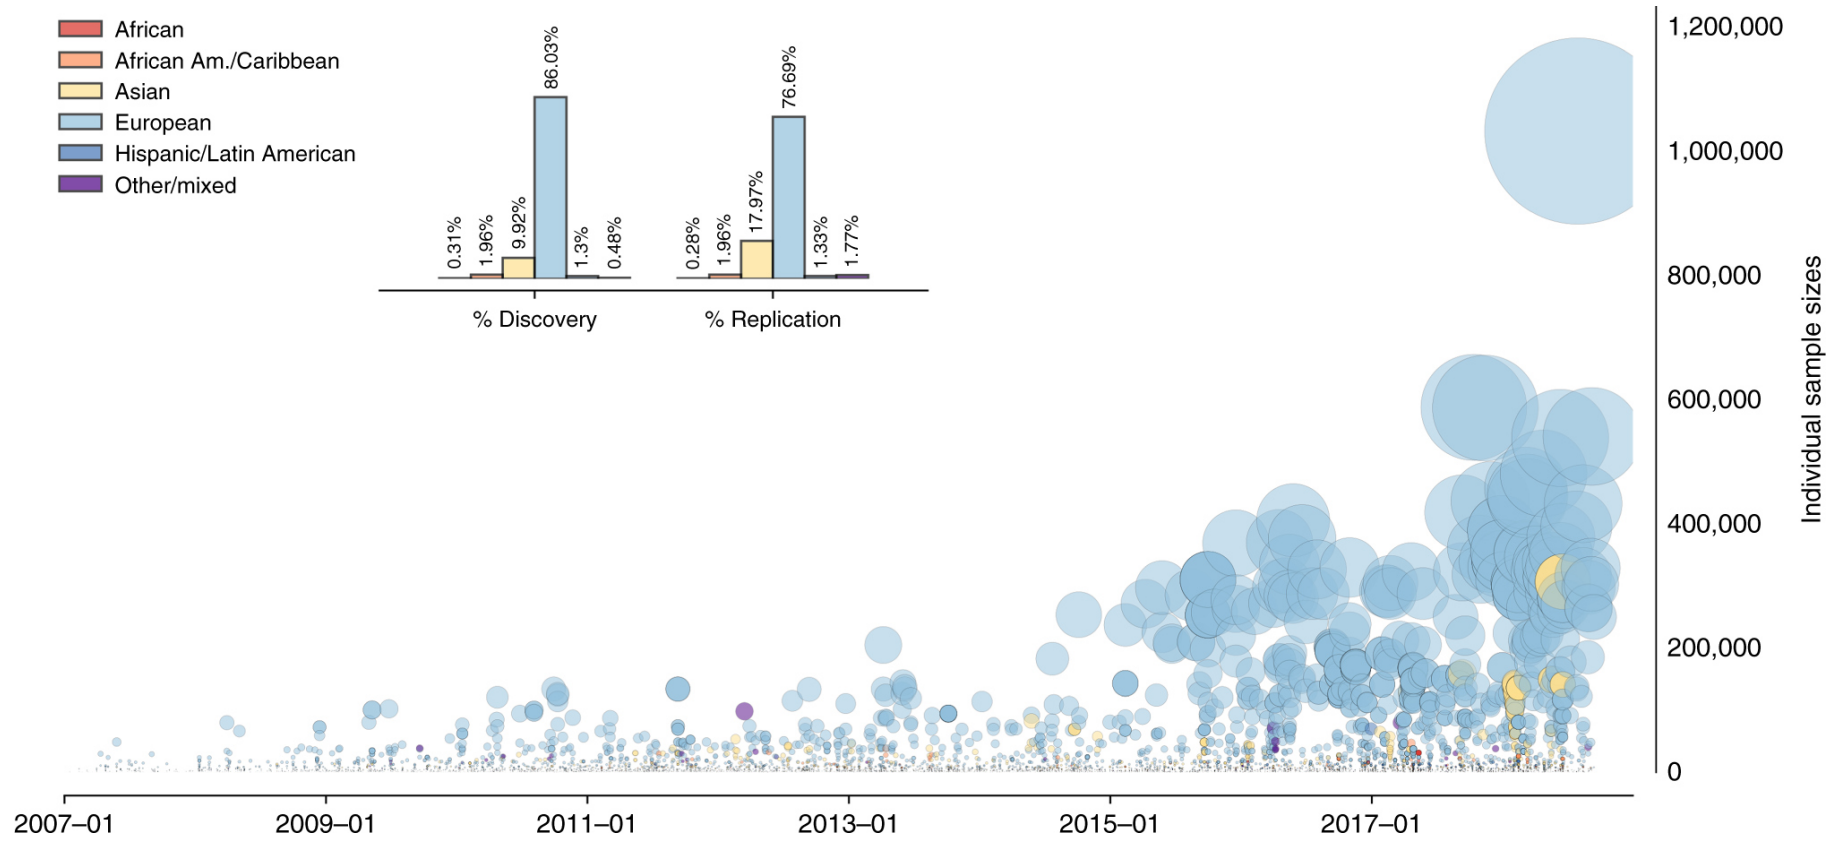 African
African Am./Caribbean
Asian
European
Hispanic/Latin American
Other/mixed
0.31%
1.96%
9.92%
86.03%
1.3%
0.48%
% Discovery
0.28%
1.96%
17.97%
76.69%
1.33%
1.77%
% Replication
1,200,000
1,000,000
800,000
600,000
400,000
200,000
0
Individual sample sizes
2007–01
2009–01
2011–01
2013–01
2015–01
2017–01